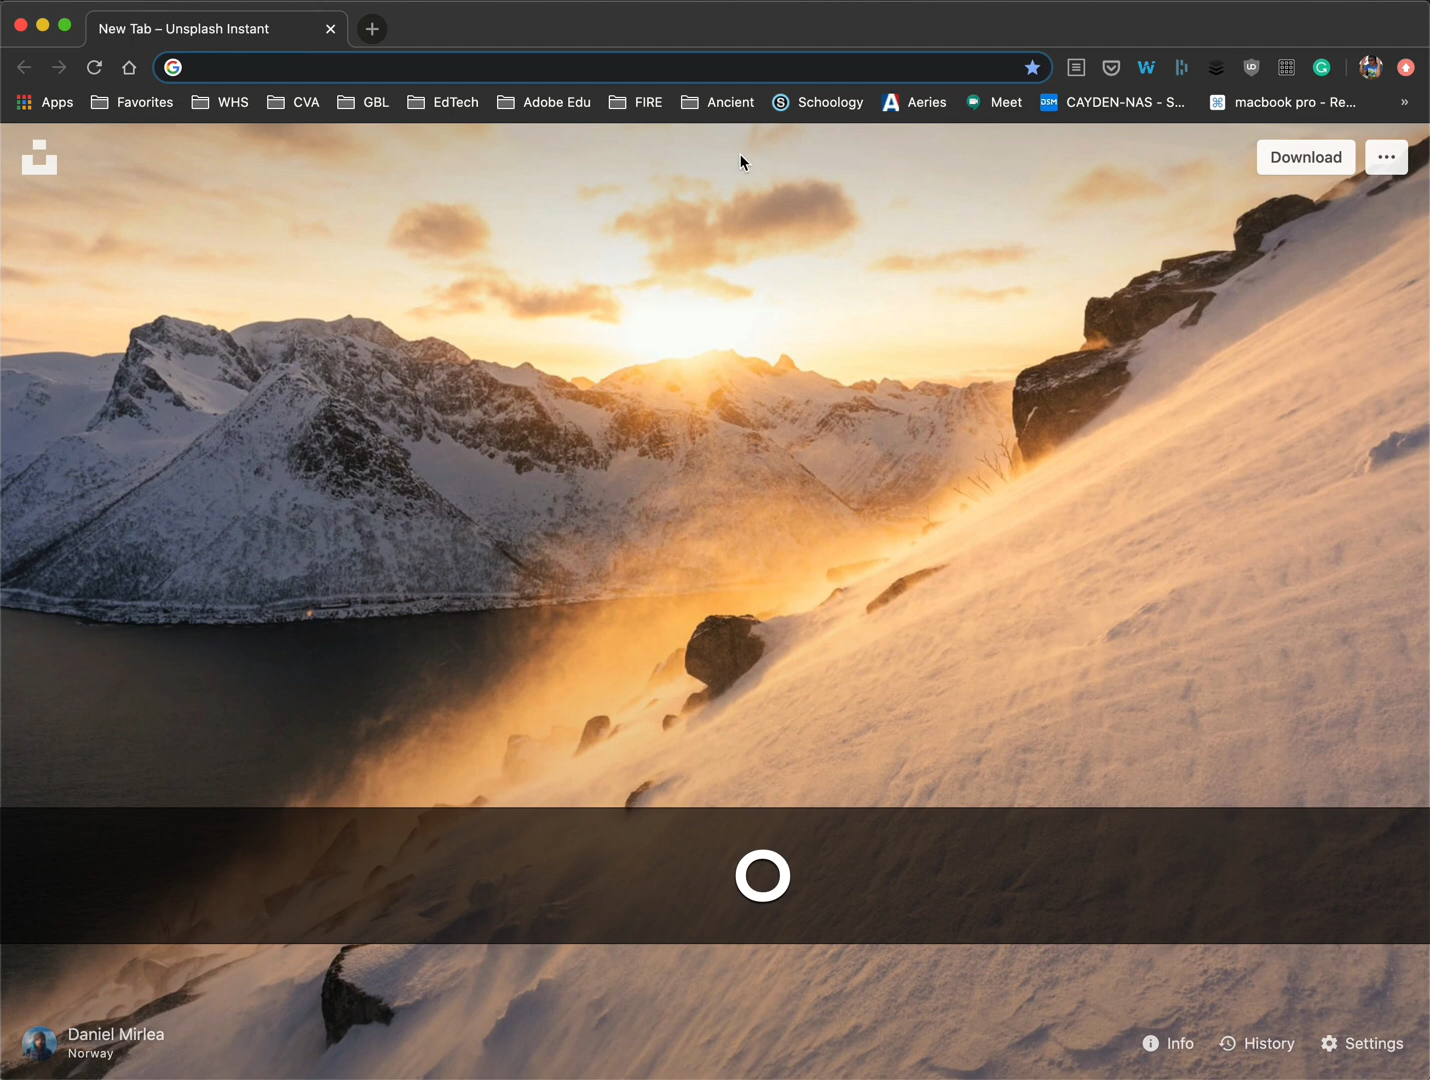 New Tab – Unsplash Instant
Apps Favorites WHS CVA GBL EdTech Adobe Edu FIRE Ancient Schoology Aeries Meet DSM CAYDEN-NAS - S... macbook pro - Re... »
Download
Daniel Mirlea
Norway
Info History Settings